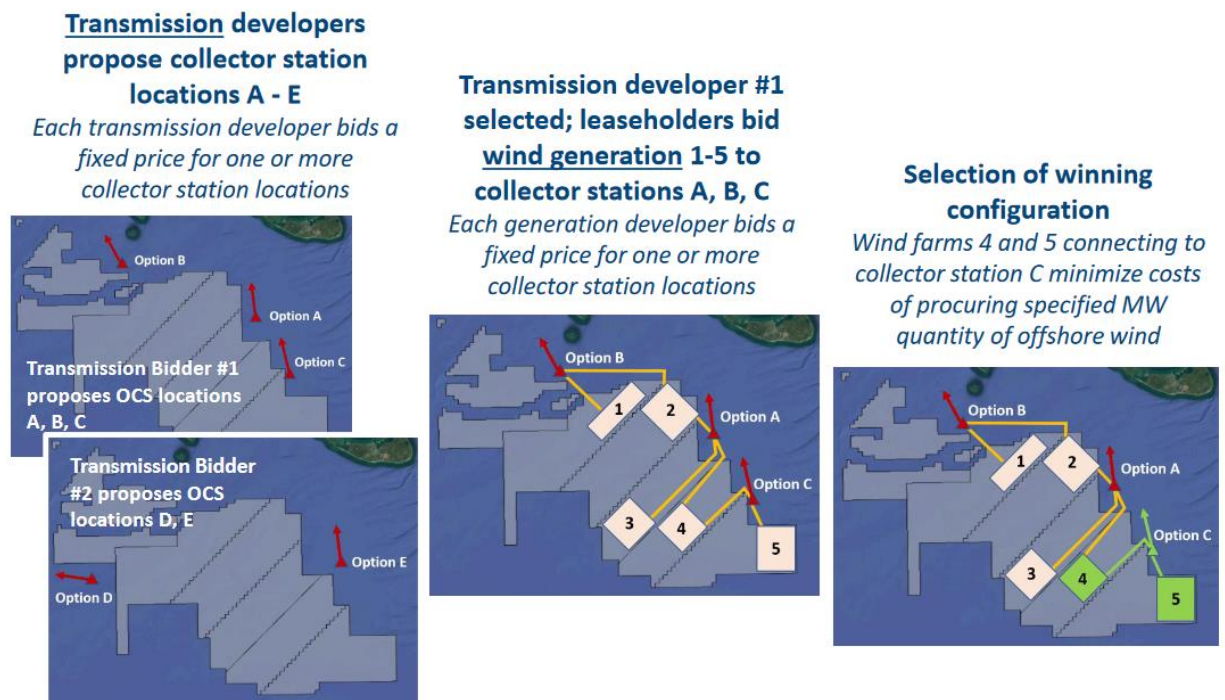 Transmission developers
propose collector station
locations A - E
Each transmission developer bids a
fixed price for one or more
collector station locations
Option B
Option A
Option C
Transmission Bidder #1
proposes OCS locations
A, B, C
Transmission Bidder
#2 proposes OCS
locations D, E
Option E
Option D
Transmission developer #1
selected; leaseholders bid
wind generation 1-5 to
collector stations A, B, C
Each generation developer bids a
fixed price for one or more
collector station locations
Option B
1
2
Option A
Option C
3
4
5
Selection of winning
configuration
Wind farms 4 and 5 connecting to
collector station C minimize costs
of procuring specified MW
quantity of offshore wind
Option B
1
2
Option A
Option C
3
4
5